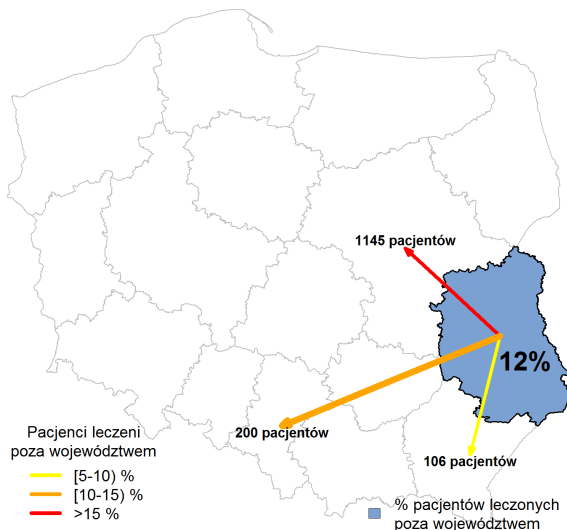 1145 pacjentów
12%
200 pacjentów
106 pacjentów
Pacjenci leczeni
poza województwem
[5-10) %
[10-15) %
>15 %
% pacjentów leczonych
poza województwem